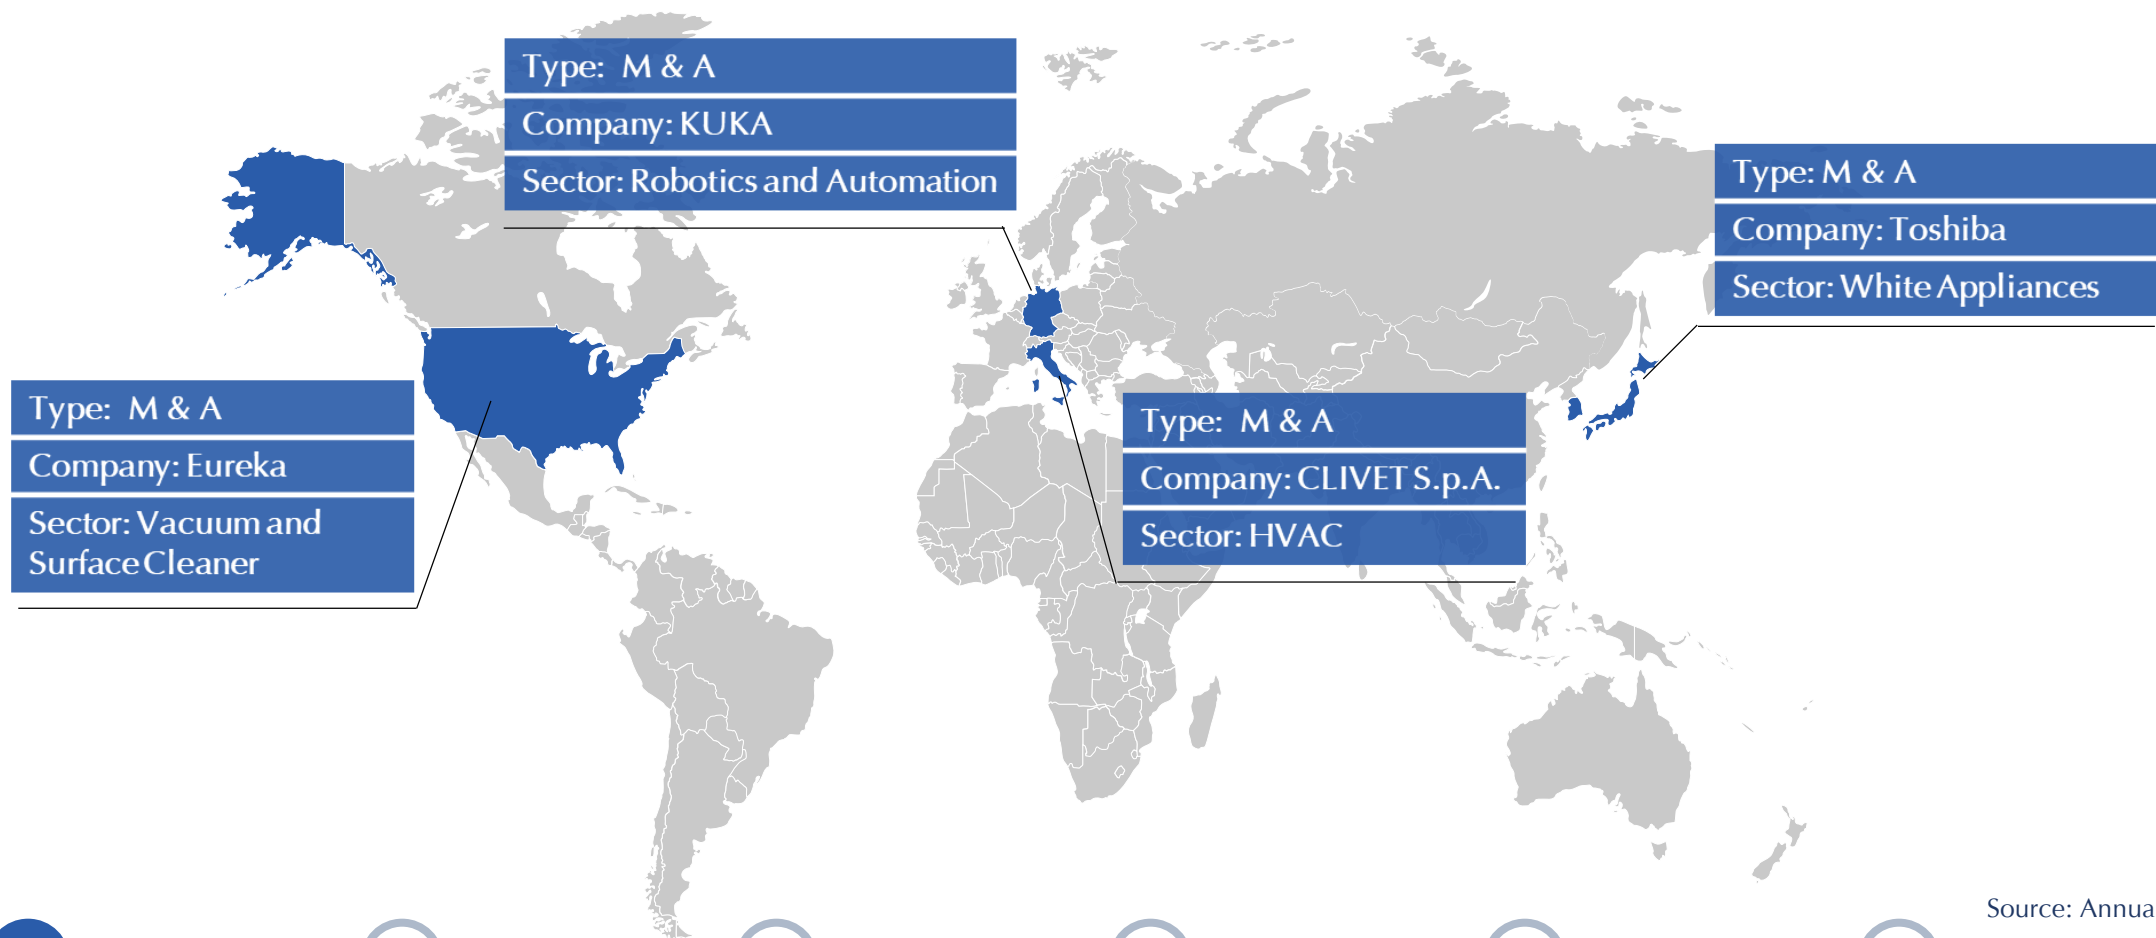 Type: M & A
Company: KUKA
Sector: Robotics and Automation
Type: M & A
Company: Toshiba
Sector: White Appliances
Type: M & A
Company: Eureka
Sector: Vacuum and
Surface Cleaner
Type: M & A
Company: CLIVET S.p.A.
Sector: HVAC
Source: Annua